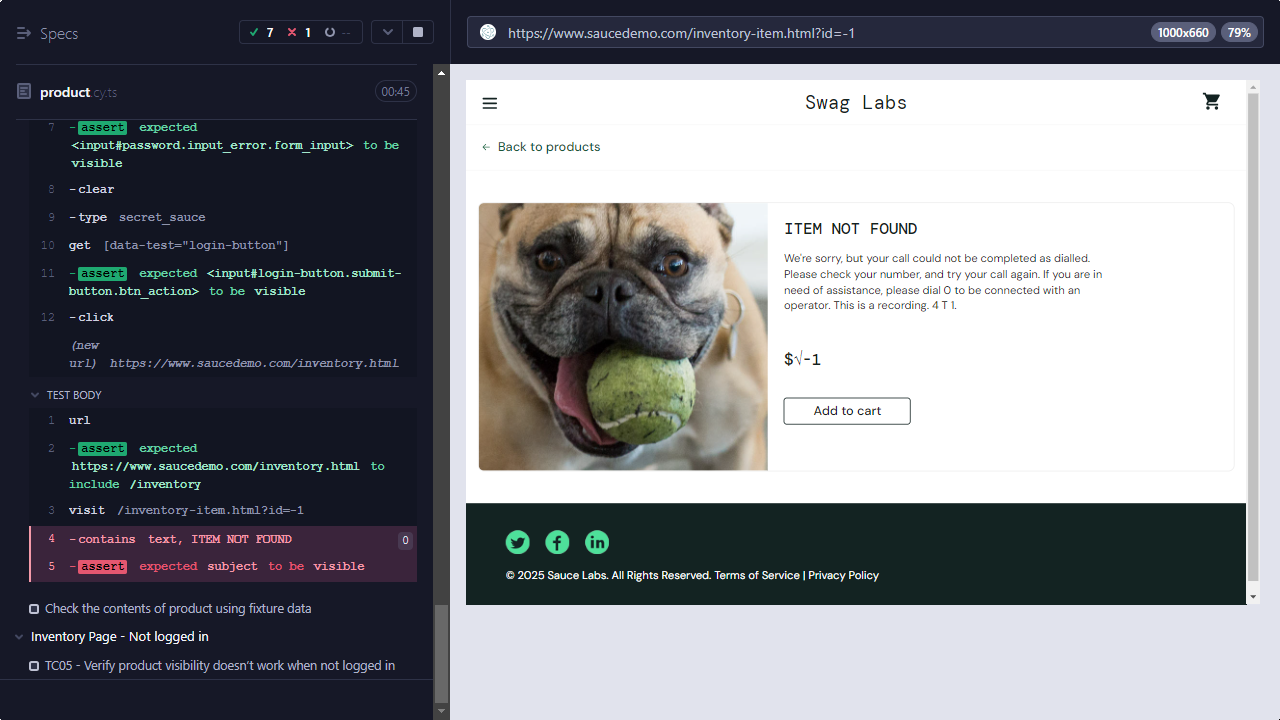 Specs
7
1
--
product.cy.ts
00:45
7 -assert expected
<input#password.input_error.form_input> to be
visible
8 -clear
9 -type secret_sauce
10 get [data-test="login-button"]
11 -assert expected <input#login-button.submit-
button.btn_action> to be visible
12 -click
(new
url) https://www.saucedemo.com/inventory.html
TEST BODY
1 url
2 -assert expected
https://www.saucedemo.com/inventory.html to
include /inventory
3 visit /inventory-item.html?id=-1
4 -contains text, ITEM NOT FOUND 0
5 -assert expected subject to be visible
Check the contents of product using fixture data
Inventory Page - Not logged in
TC05 - Verify product visibility doesn't work when not logged in
https://www.saucedemo.com/inventory-item.html?id=-1
1000x660
79%
Swag Labs
Back to products
ITEM NOT FOUND
We're sorry, but your call could not be completed as dialled.
Please check your number, and try your call again. If you are in
need of assistance, please dial 0 to be connected with an
operator. This is a recording. 4 T 1.
$√-1
Add to cart
© 2025 Sauce Labs. All Rights Reserved. Terms of Service | Privacy Policy